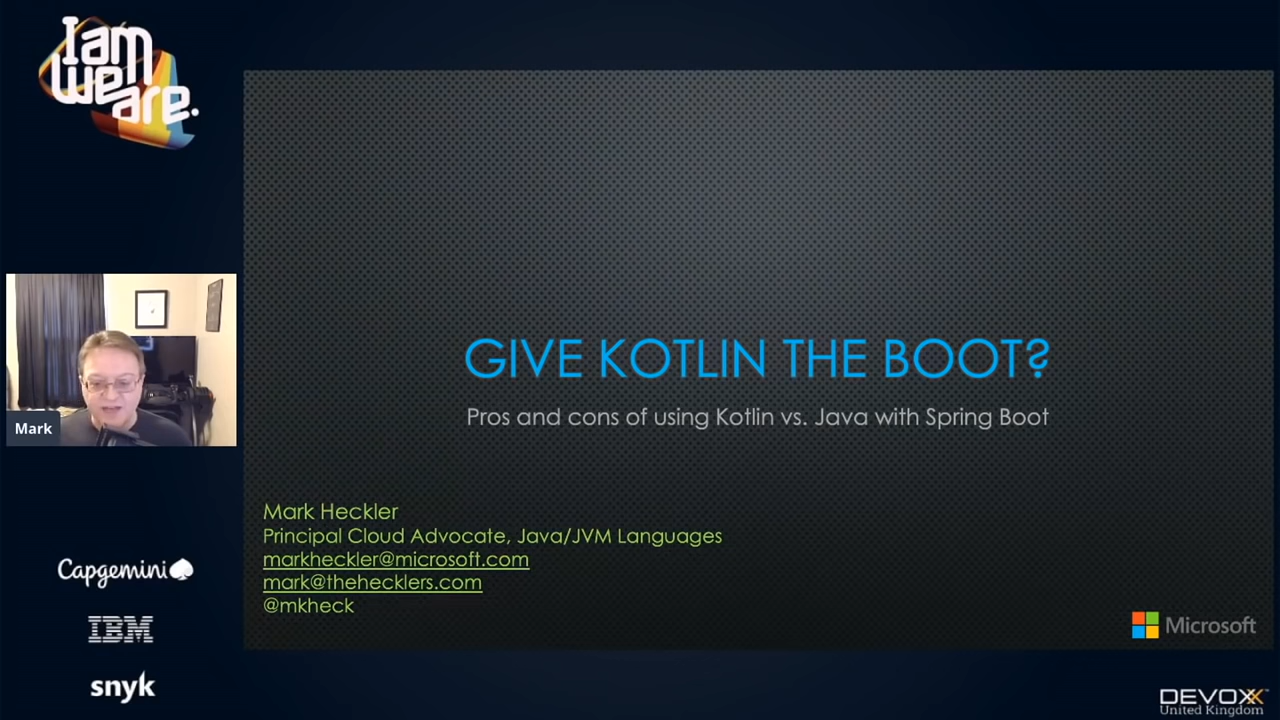 I am
we
are.
GIVE KOTLIN THE BOOT?
Pros and cons of using Kotlin vs. Java with Spring Boot
Mark
Mark Heckler
Principal Cloud Advocate, Java/JVM Languages
markheckler@microsoft.com
mark@thehecklers.com
@mkheck
Capgemini
IBM
snyk
Microsoft
DEVOXX
United Kingdom